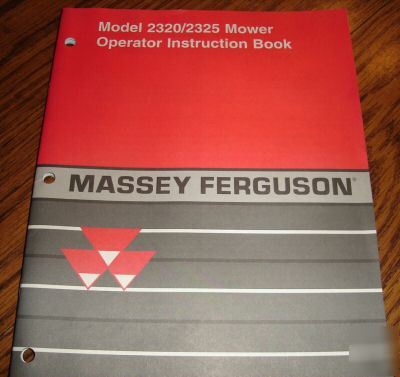 Model 2320/2325 Mower
Operator Instruction Book
MASSEY FERGUSON